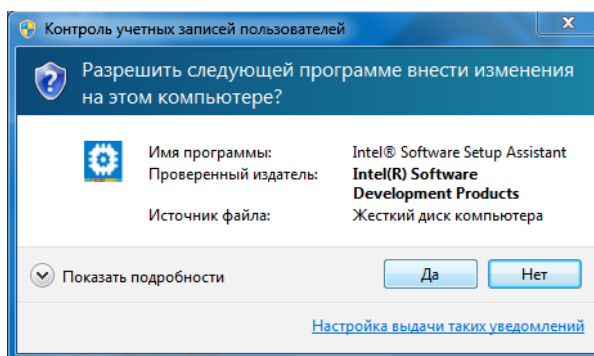 Контроль учетных записей пользователей
Разрешить следующей программе внести изменения
на этом компьютере?
Имя программы: Intel® Software Setup Assistant
Проверенный издатель: Intel(R) Software
Development Products
Источник файла: Жесткий диск компьютера
Показать подробности Да Нет
Настройка выдачи таких уведомлений